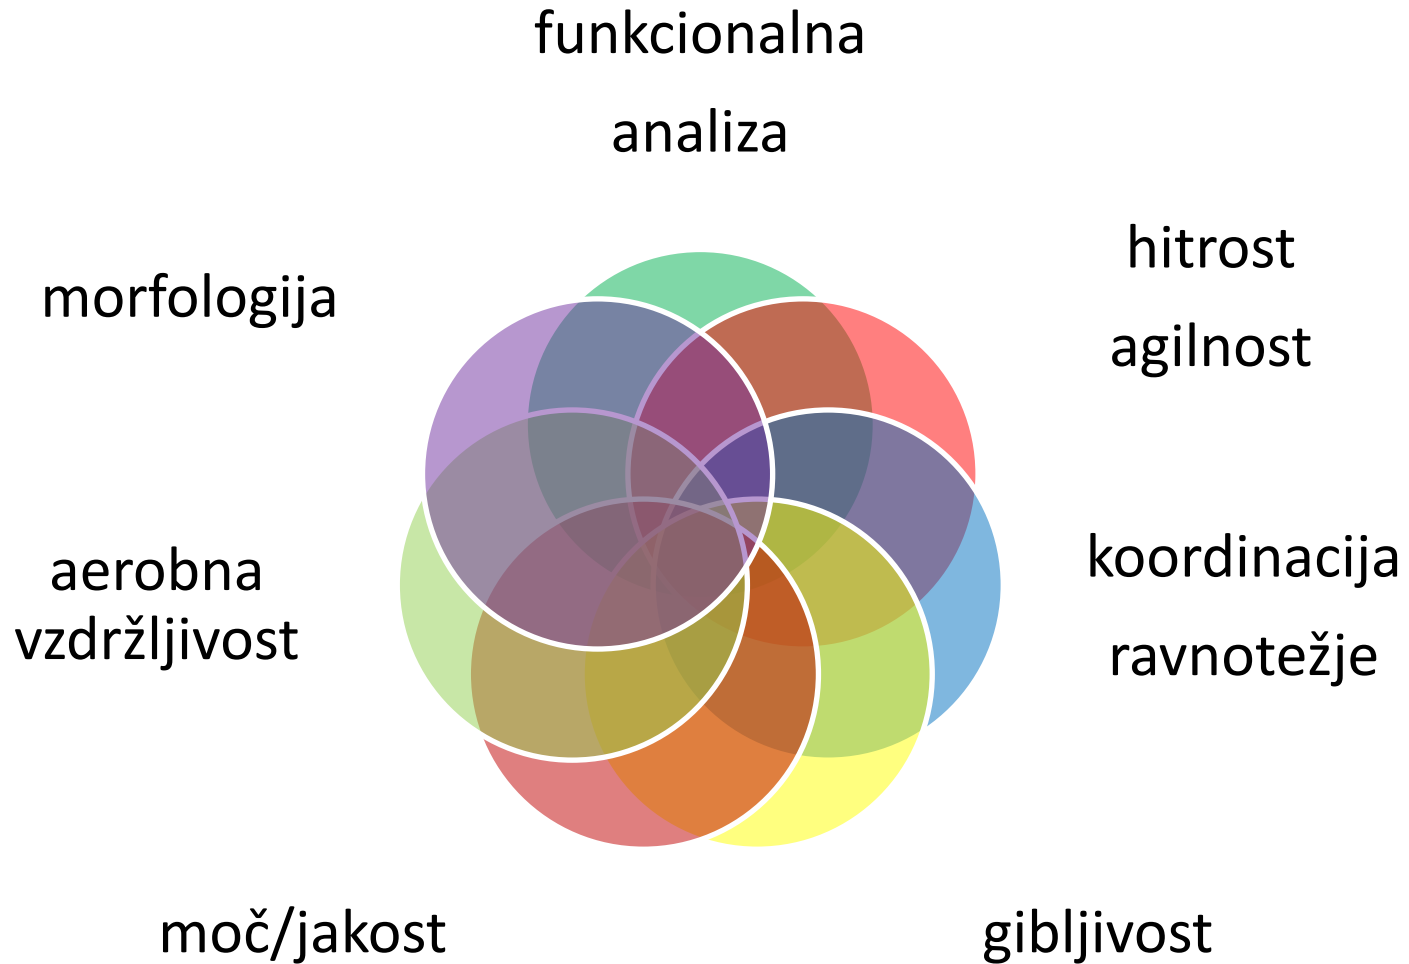 funkcionalna
analiza
hitrost
agilnost
morfologija
koordinacija
ravnotežje
aerobna
vzdržljivost
moč/jakost
gibljivost